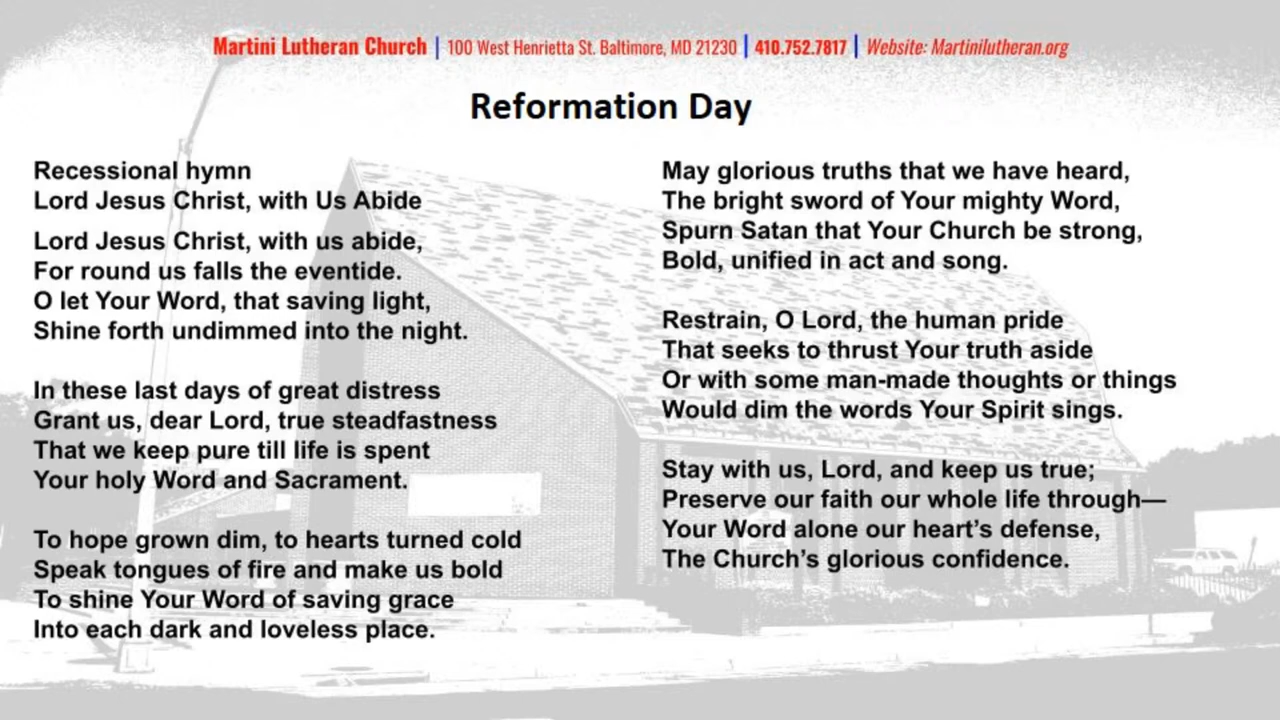 Martini Lutheran Church | 100 West Henrietta St. Baltimore, MD 21230 | 410.752.7817 | Website: Martinilutheran.org
Reformation Day
Recessional hymn
Lord Jesus Christ, with Us Abide
Lord Jesus Christ, with us abide,
For round us falls the eventide.
O let Your Word, that saving light,
Shine forth undimmed into the night.
In these last days of great distress
Grant us, dear Lord, true steadfastness
That we keep pure till life is spent
Your holy Word and Sacrament.
To hope grown dim, to hearts turned cold
Speak tongues of fire and make us bold
To shine Your Word of saving grace
Into each dark and loveless place.
May glorious truths that we have heard,
The bright sword of Your mighty Word,
Spurn Satan that Your Church be strong,
Bold, unified in act and song.
Restrain, O Lord, the human pride
That seeks to thrust Your truth aside
Or with some man-made thoughts or things
Would dim the words Your Spirit sings.
Stay with us, Lord, and keep us true;
Preserve our faith our whole life through—
Your Word alone our heart’s defense,
The Church’s glorious confidence.